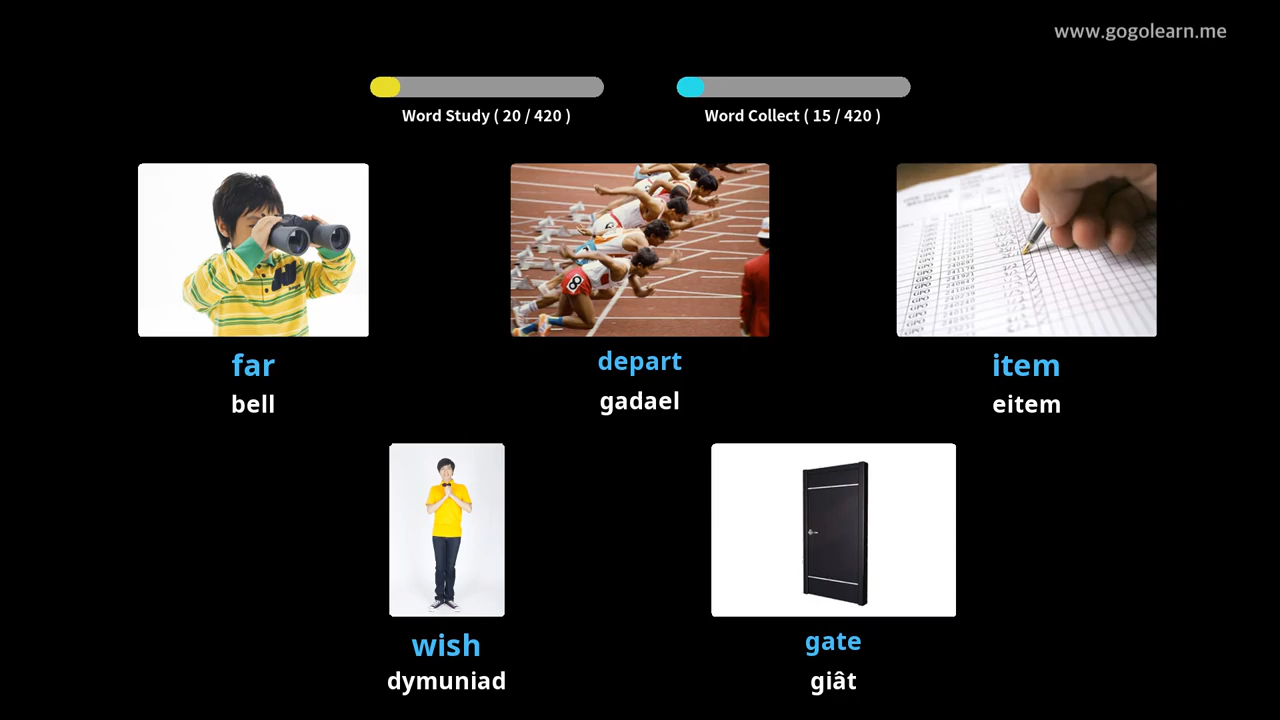 www.gogolearn.me
Word Study ( 20 / 420 )
Word Collect ( 15 / 420 )
far
bell
depart
gadael
item
eitem
wish
dymuniad
gate
giât